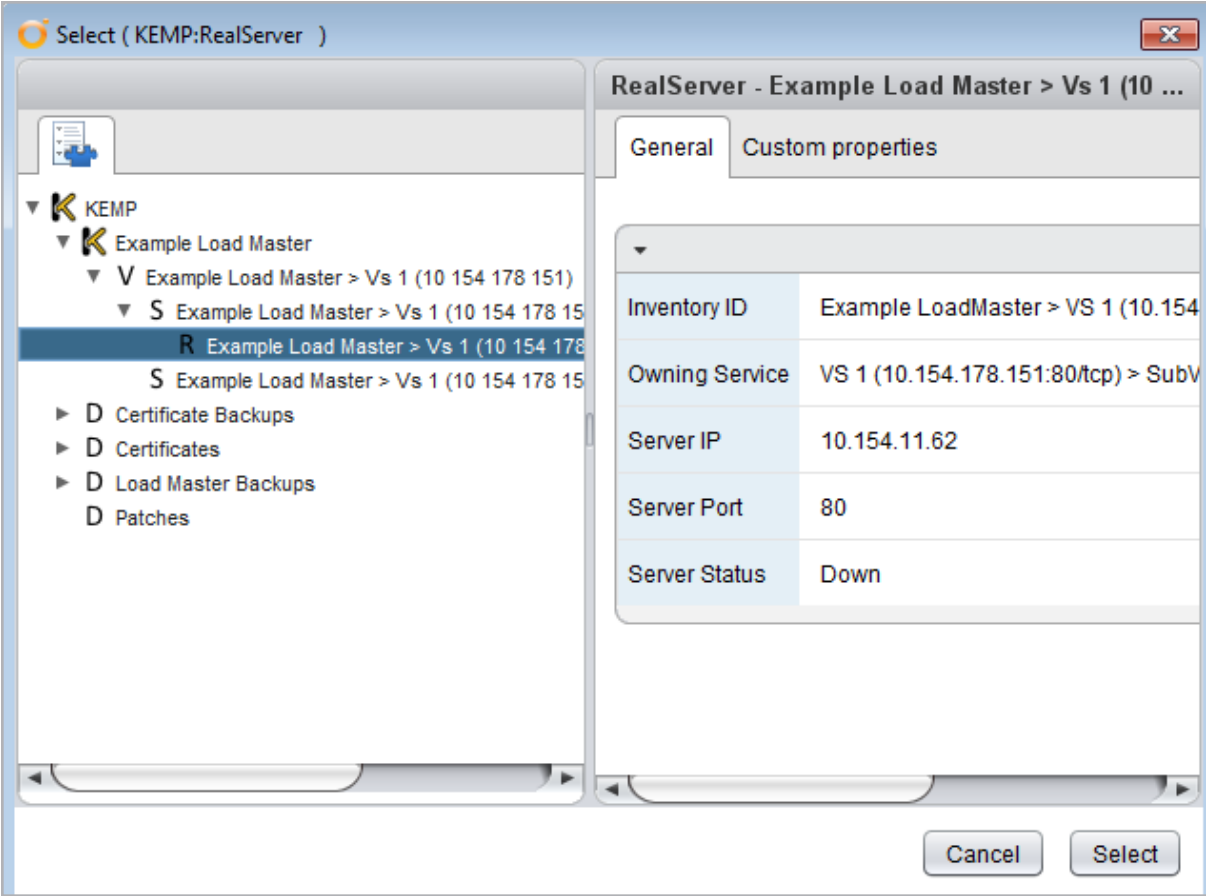 Select ( KEMP:RealServer )
RealServer - Example Load Master > Vs 1 (10 ...
General Custom properties
KEMP
Example Load Master
V Example Load Master > Vs 1 (10 154 178 151)
S Example Load Master > Vs 1 (10 154 178 15
R Example Load Master > Vs 1 (10 154 178
S Example Load Master > Vs 1 (10 154 178 15
D Certificate Backups
D Certificates
D Load Master Backups
D Patches
Inventory ID Example LoadMaster > VS 1 (10.154
Owning Service VS 1 (10.154.178.151:80/tcp) > SubV
Server IP 10.154.11.62
Server Port 80
Server Status Down
Cancel Select